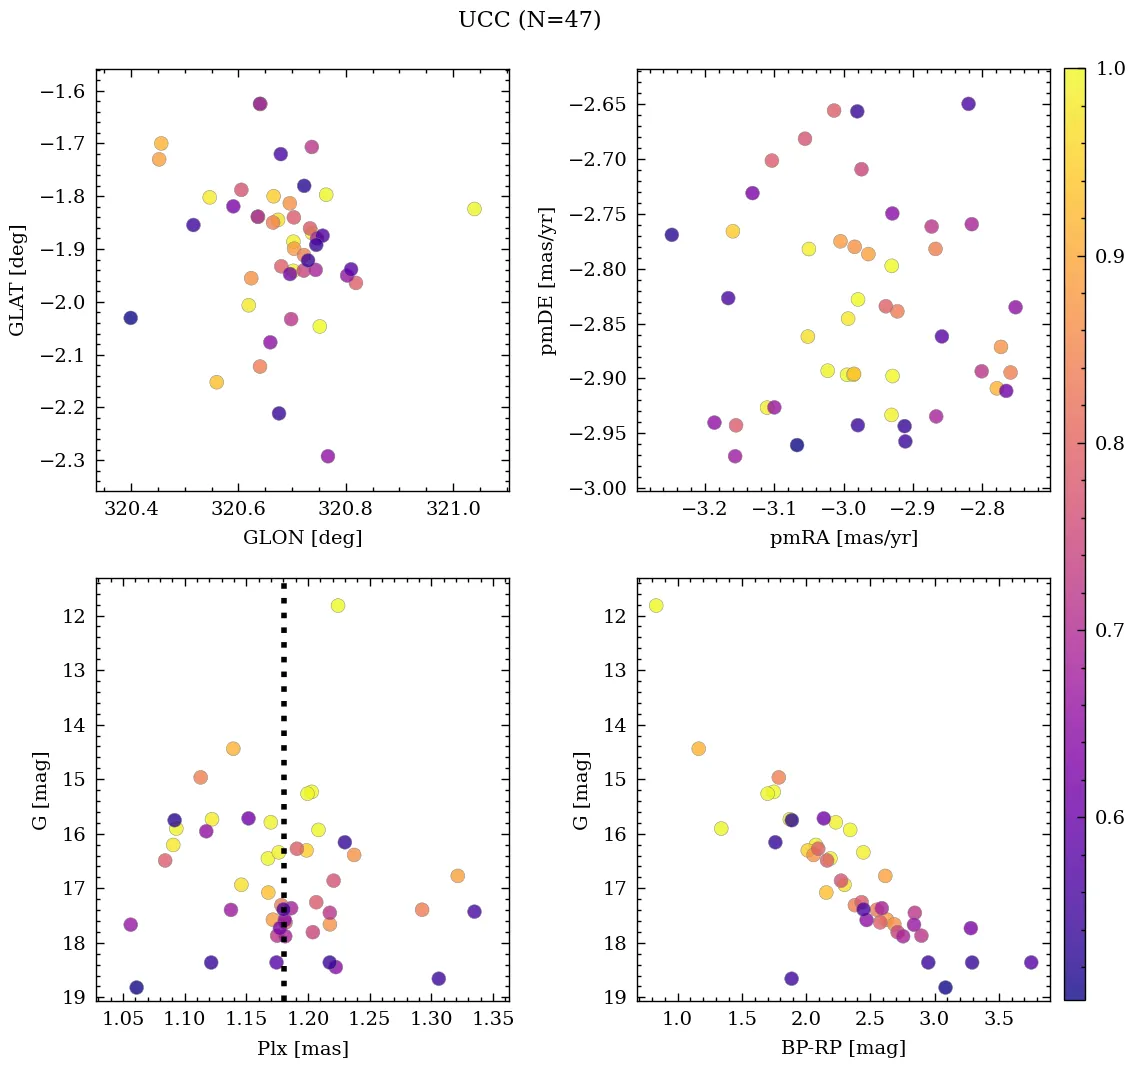 UCC (N=47)
−1.6
−1.7
−1.8
−1.9
−2.0
−2.1
−2.2
−2.3
GLAT [deg]
320.4 320.6 320.8 321.0
GLON [deg]
−2.65
−2.70
−2.75
−2.80
−2.85
−2.90
−2.95
−3.00
pmDE [mas/yr]
−3.2 −3.1 −3.0 −2.9 −2.8
pmRA [mas/yr]
1.0
0.9
0.8
0.7
0.6
12
13
14
15
16
17
18
19
G [mag]
1.05 1.10 1.15 1.20 1.25 1.30 1.35
Plx [mas]
12
13
14
15
16
17
18
19
G [mag]
1.0 1.5 2.0 2.5 3.0 3.5
BP-RP [mag]